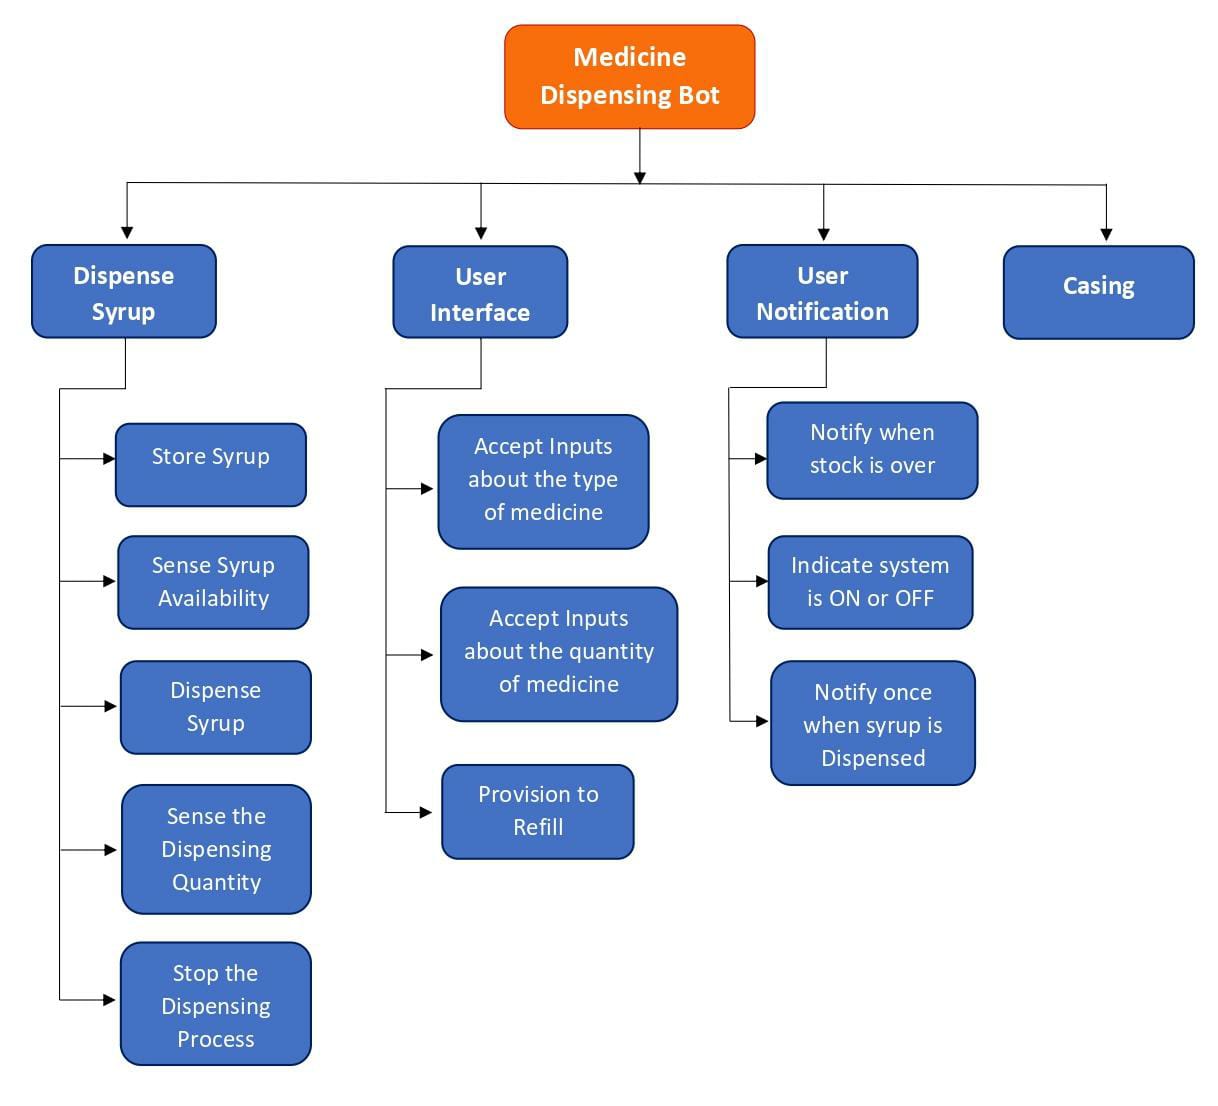 Medicine
Dispensing Bot
Dispense
Syrup
User
Interface
User
Notification
Casing
Store Syrup
Sense Syrup
Availability
Dispense
Syrup
Sense the
Dispensing
Quantity
Stop the
Dispensing
Process
Accept Inputs
about the type
of medicine
Accept Inputs
about the quantity
of medicine
Provision to
Refill
Notify when
stock is over
Indicate system
is ON or OFF
Notify once
when syrup is
Dispensed